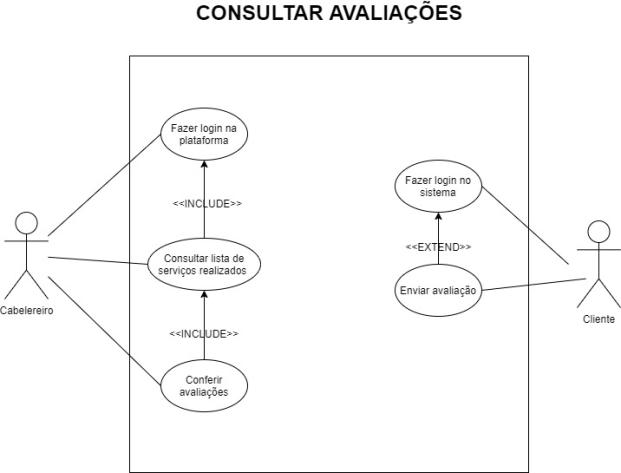 CONSULTAR AVALIAÇÕES
Fazer login na
plataforma
<<INCLUDE>>
Consultar lista de
serviços realizados
<<INCLUDE>>
Conferir
avaliações
Cabelereiro
Fazer login no
sistema
<<EXTEND>>
Enviar avaliação
Cliente